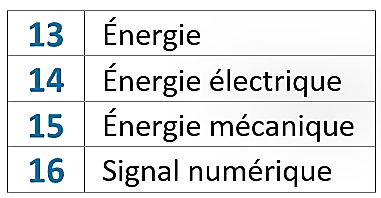 13 Énergie
14 Énergie électrique
15 Énergie mécanique
16 Signal numérique